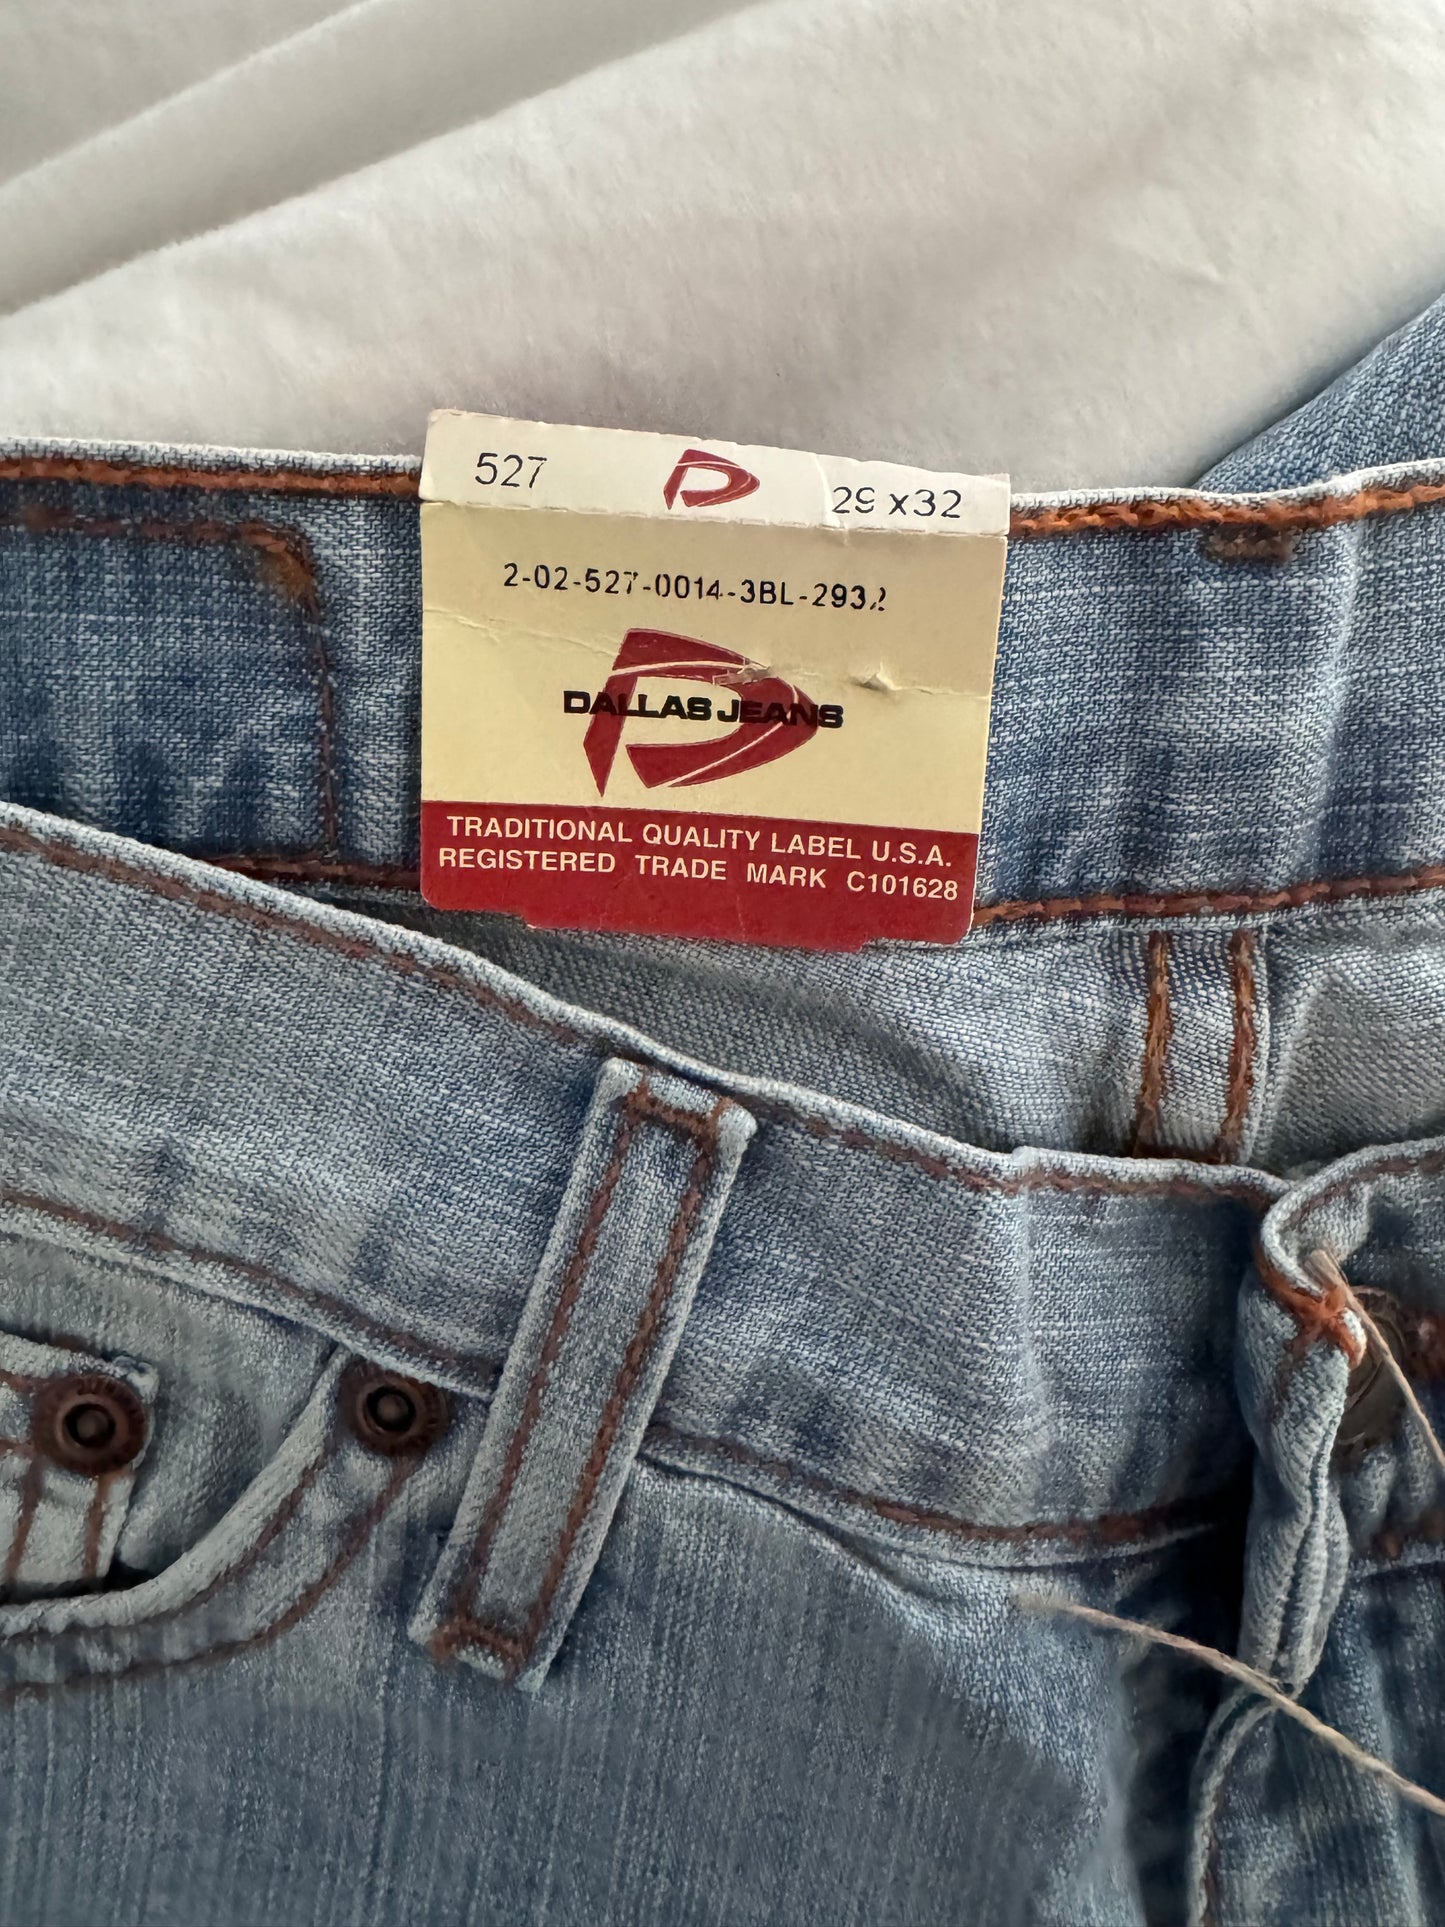 527 29 x32
2-02-527-0014-3BL-2932
DALLAS JEANS
TRADITIONAL QUALITY LABEL U.S.A.
REGISTERED TRADE MARK C101628